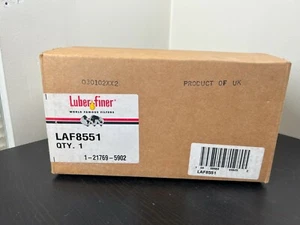 030102XX2
PRODUCT OF UK
Luber-finer
WORLD FAMOUS FILTERS
LAF8551
QTY. 1
1-21769-5902
LAF8551